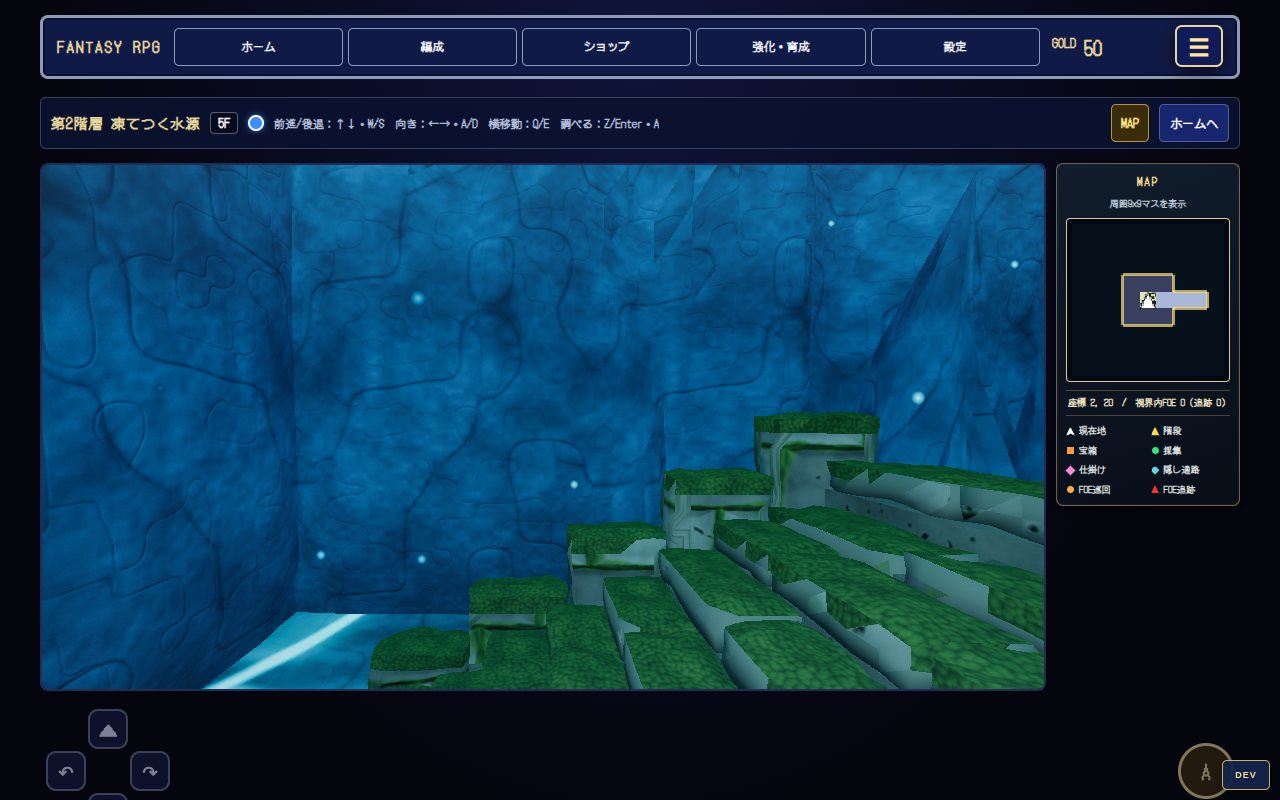 FANTASY RPG
ホーム
編成
ショップ
強化・育成
設定
GOLD 50
第2階層 凍てつく水源
5F
前進/後退：↑↓・W/S 向き：←→・A/D 横移動：Q/E 調べる：Z/Enter・A
MAP
ホームへ
MAP
周囲9x9マスを表示
座標 2, 20 / 視界内FOE 0 (追跡 0)
現在地
階段
宝箱
採集
仕掛け
隠し通路
FOE巡回
FOE追跡
A
DEV